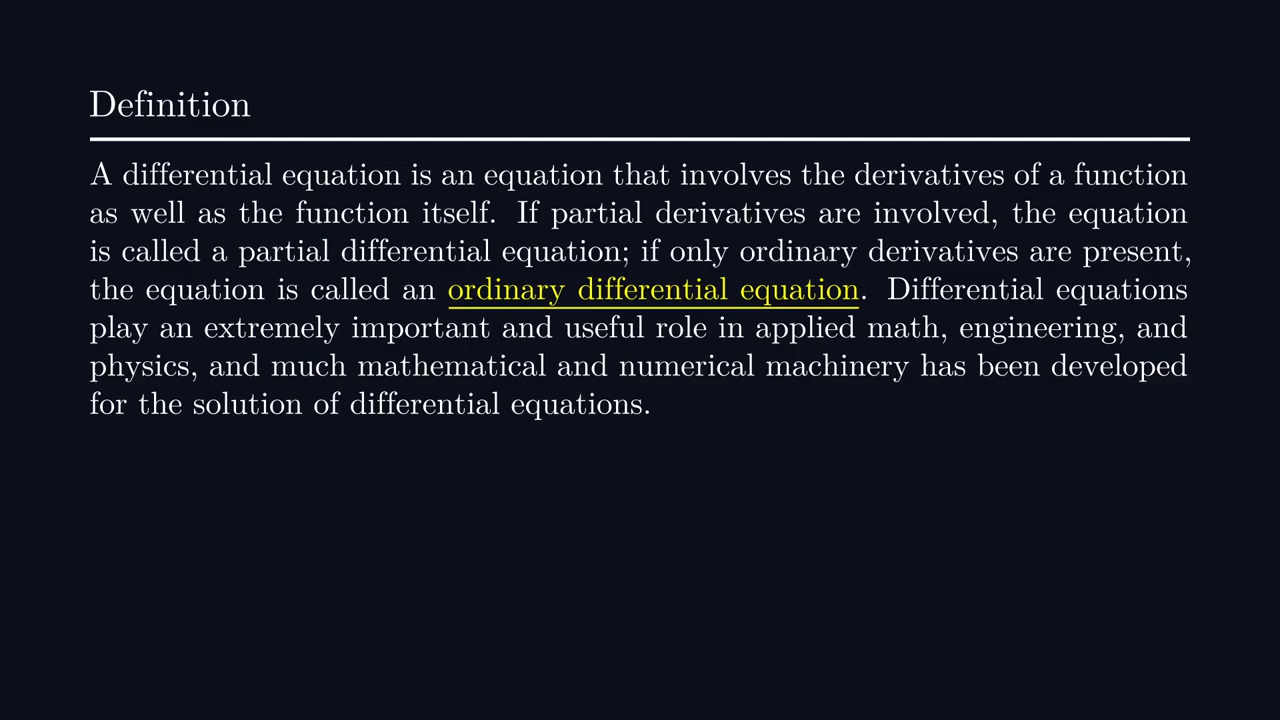 Definition
A differential equation is an equation that involves the derivatives of a function
as well as the function itself. If partial derivatives are involved, the equation
is called a partial differential equation; if only ordinary derivatives are present,
the equation is called an ordinary differential equation. Differential equations
play an extremely important and useful role in applied math, engineering, and
physics, and much mathematical and numerical machinery has been developed
for the solution of differential equations.